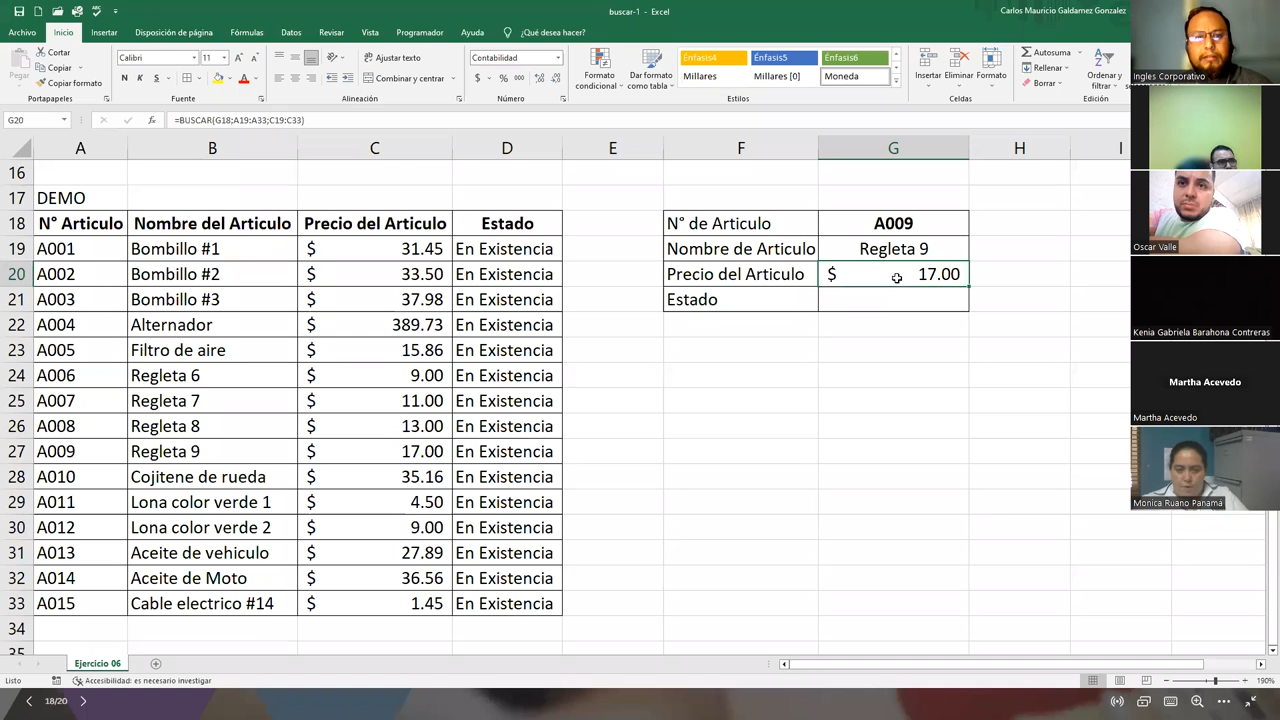 buscar-1 - Excel
Carlos Mauricio Galdamez Gonzalez
Archivo Inicio Insertar Disposición de página Fórmulas Datos Revisar Vista Programador Ayuda ¿Qué desea hacer?
Pegar
Cortar
Copiar
Copiar formato
Portapapeles
Calibri 11
N K S
Fuente
Ajustar texto
Combinar y centrar
Alineación
Contabilidad
$ % 000
Número
Formato condicional
Dar formato como tabla
Énfasis4 Énfasis5 Énfasis6
Millares Millares [0] Moneda
Estilos
Insertar Eliminar Formato
Celdas
Autosuma
Rellenar
Borrar
Ordenar y filtrar
Edición
G20 fx =BUSCAR(G18;A19:A33;C19:C33)
A B C D E F G H I
16
17 DEMO
18 N° Articulo Nombre del Articulo Precio del Articulo Estado N° de Articulo A009
19 A001 Bombillo #1 $ 31.45 En Existencia Nombre de Articulo Regleta 9
20 A002 Bombillo #2 $ 33.50 En Existencia Precio del Articulo $ 17.00
21 A003 Bombillo #3 $ 37.98 En Existencia Estado
22 A004 Alternador $ 389.73 En Existencia
23 A005 Filtro de aire $ 15.86 En Existencia
24 A006 Regleta 6 $ 9.00 En Existencia
25 A007 Regleta 7 $ 11.00 En Existencia
26 A008 Regleta 8 $ 13.00 En Existencia
27 A009 Regleta 9 $ 17.00 En Existencia
28 A010 Cojitene de rueda $ 35.16 En Existencia
29 A011 Lona color verde 1 $ 4.50 En Existencia
30 A012 Lona color verde 2 $ 9.00 En Existencia
31 A013 Aceite de vehiculo $ 27.89 En Existencia
32 A014 Aceite de Moto $ 36.56 En Existencia
33 A015 Cable electrico #14 $ 1.45 En Existencia
34
35
Ejercicio 06
Listo Accesibilidad: es necesario investigar 190%
18/20
Ingles Corporativo
Oscar Valle
Kenia Gabriela Barahona Contreras
Martha Acevedo
Martha Acevedo
Monica Ruano Panamá